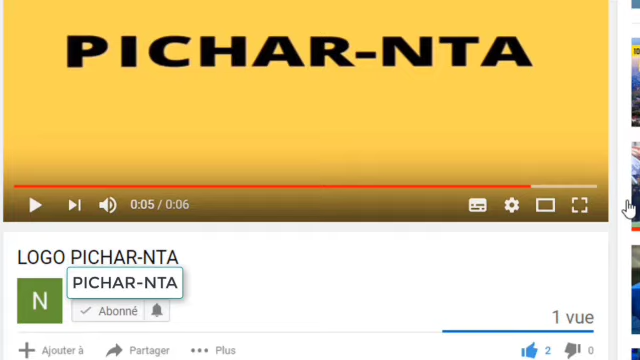 PICHAR-NTA
0:05 / 0:06
LOGO PICHAR-NTA
N
PICHAR-NTA
Abonné
1 vue
Ajouter à
Partager
Plus
2
0